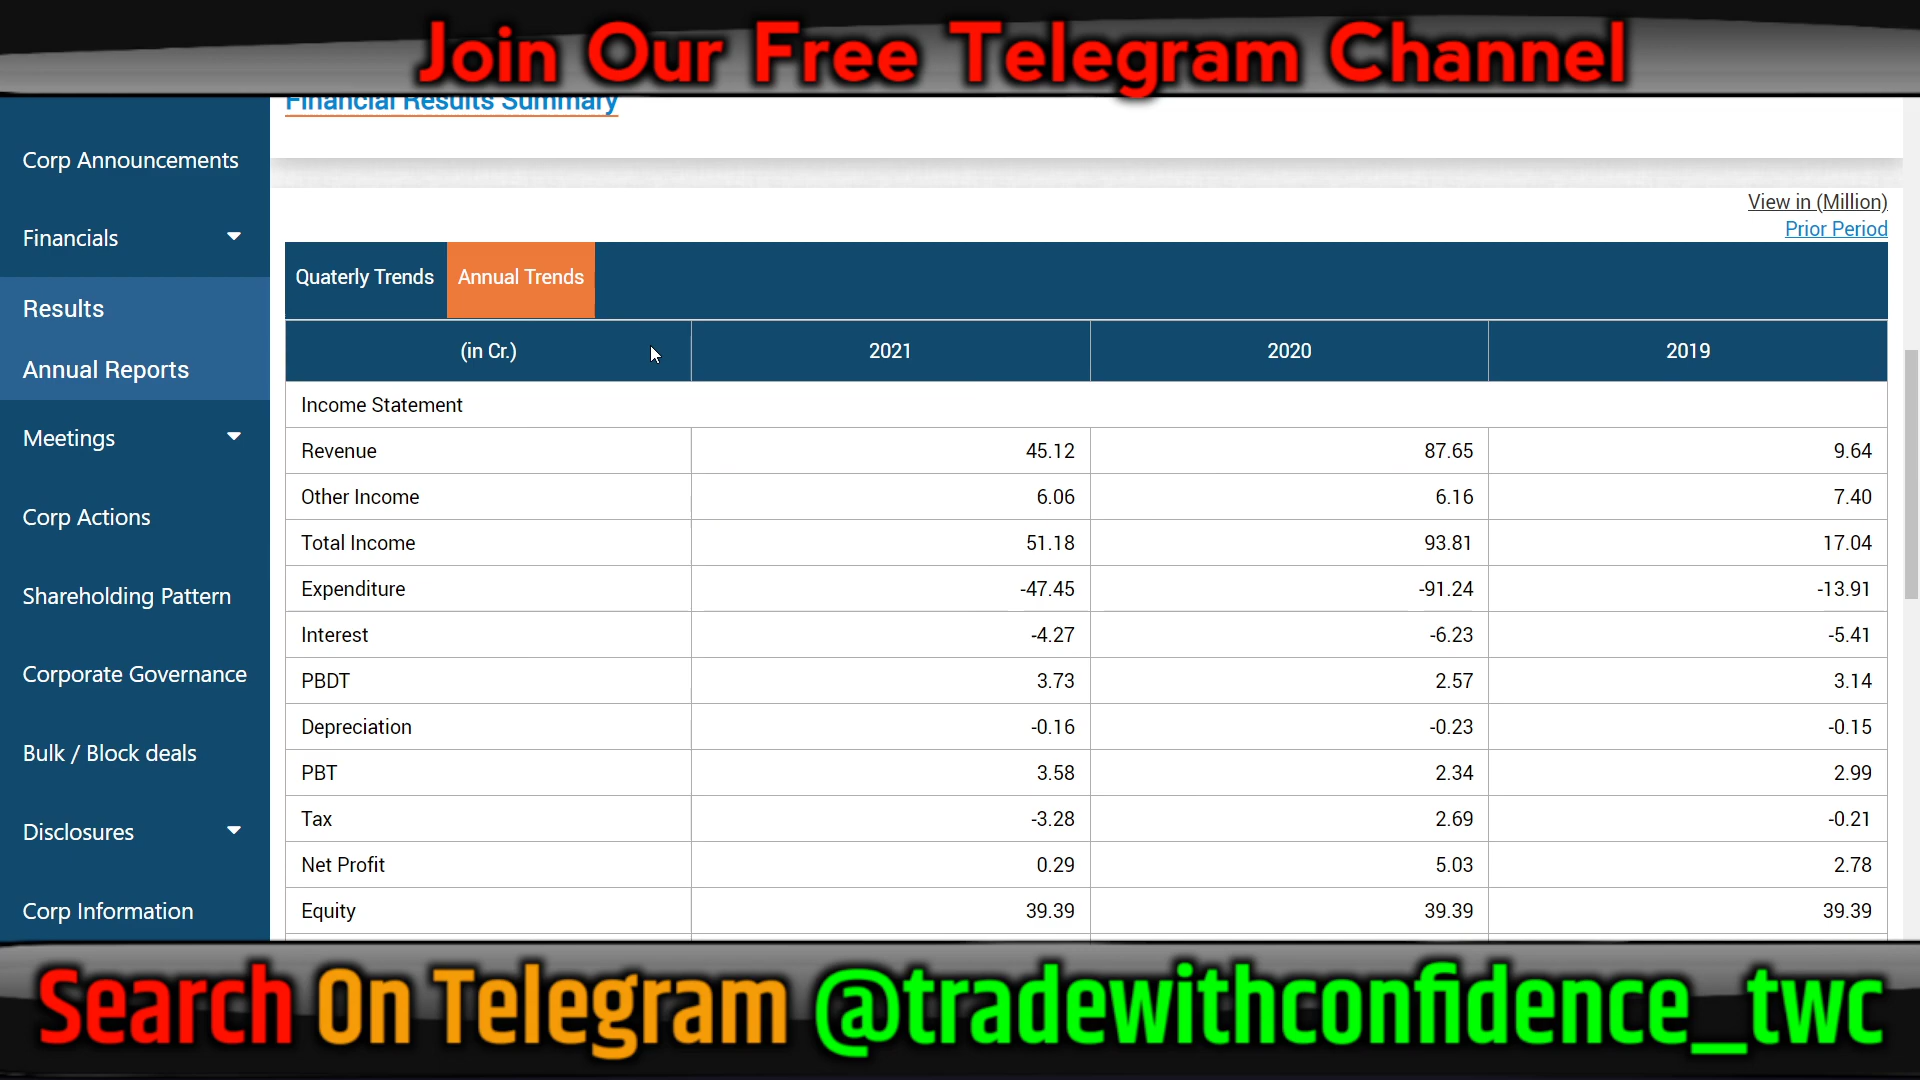 Join Our Free Telegram Channel
Financial Results Summary
Corp Announcements
Financials
Results
Annual Reports
Meetings
Corp Actions
Shareholding Pattern
Corporate Governance
Bulk / Block deals
Disclosures
Corp Information
View in (Million)
Prior Period
Quaterly Trends Annual Trends
(in Cr.) 2021 2020 2019
Income Statement
Revenue 45.12 87.65 9.64
Other Income 6.06 6.16 7.40
Total Income 51.18 93.81 17.04
Expenditure -47.45 -91.24 -13.91
Interest -4.27 -6.23 -5.41
PBDT 3.73 2.57 3.14
Depreciation -0.16 -0.23 -0.15
PBT 3.58 2.34 2.99
Tax -3.28 2.69 -0.21
Net Profit 0.29 5.03 2.78
Equity 39.39 39.39 39.39
Search On Telegram @tradewithconfidence_twc